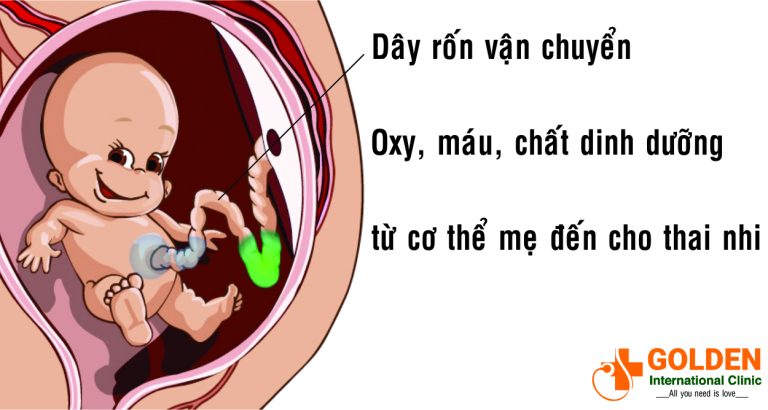 Dây rốn vận chuyển
Oxy, máu, chất dinh dưỡng
từ cơ thể mẹ đến cho thai nhi
GOLDEN
International Clinic
All you need is love